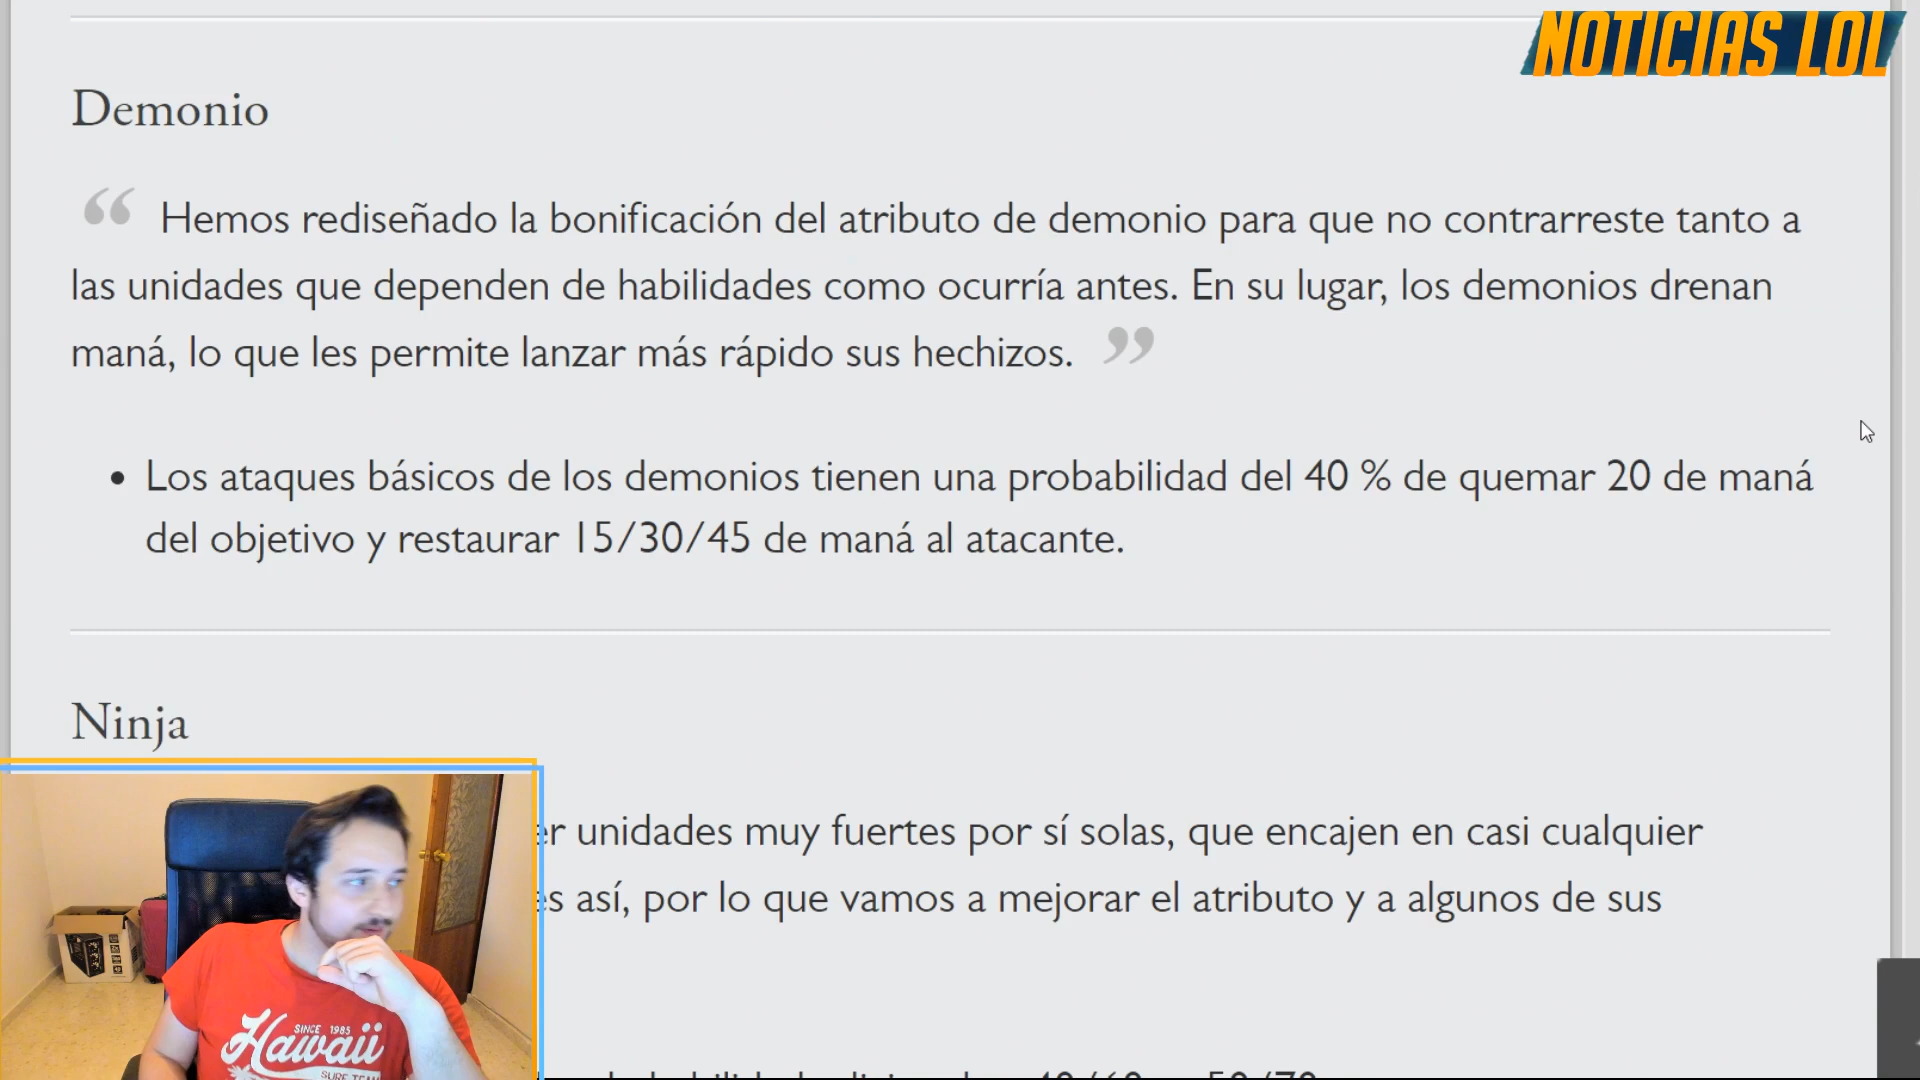 NOTICIAS LOL
Demonio
“ Hemos rediseñado la bonificación del atributo de demonio para que no contrarreste tanto a
las unidades que dependen de habilidades como ocurría antes. En su lugar, los demonios drenan
maná, lo que les permite lanzar más rápido sus hechizos. ”
• Los ataques básicos de los demonios tienen una probabilidad del 40 % de quemar 20 de maná
del objetivo y restaurar 15/30/45 de maná al atacante.
Ninja
unidades muy fuertes por sí solas, que encajen en casi cualquier
así, por lo que vamos a mejorar el atributo y a algunos de sus
SINCE 1985
Hawaii
SURF TEAM